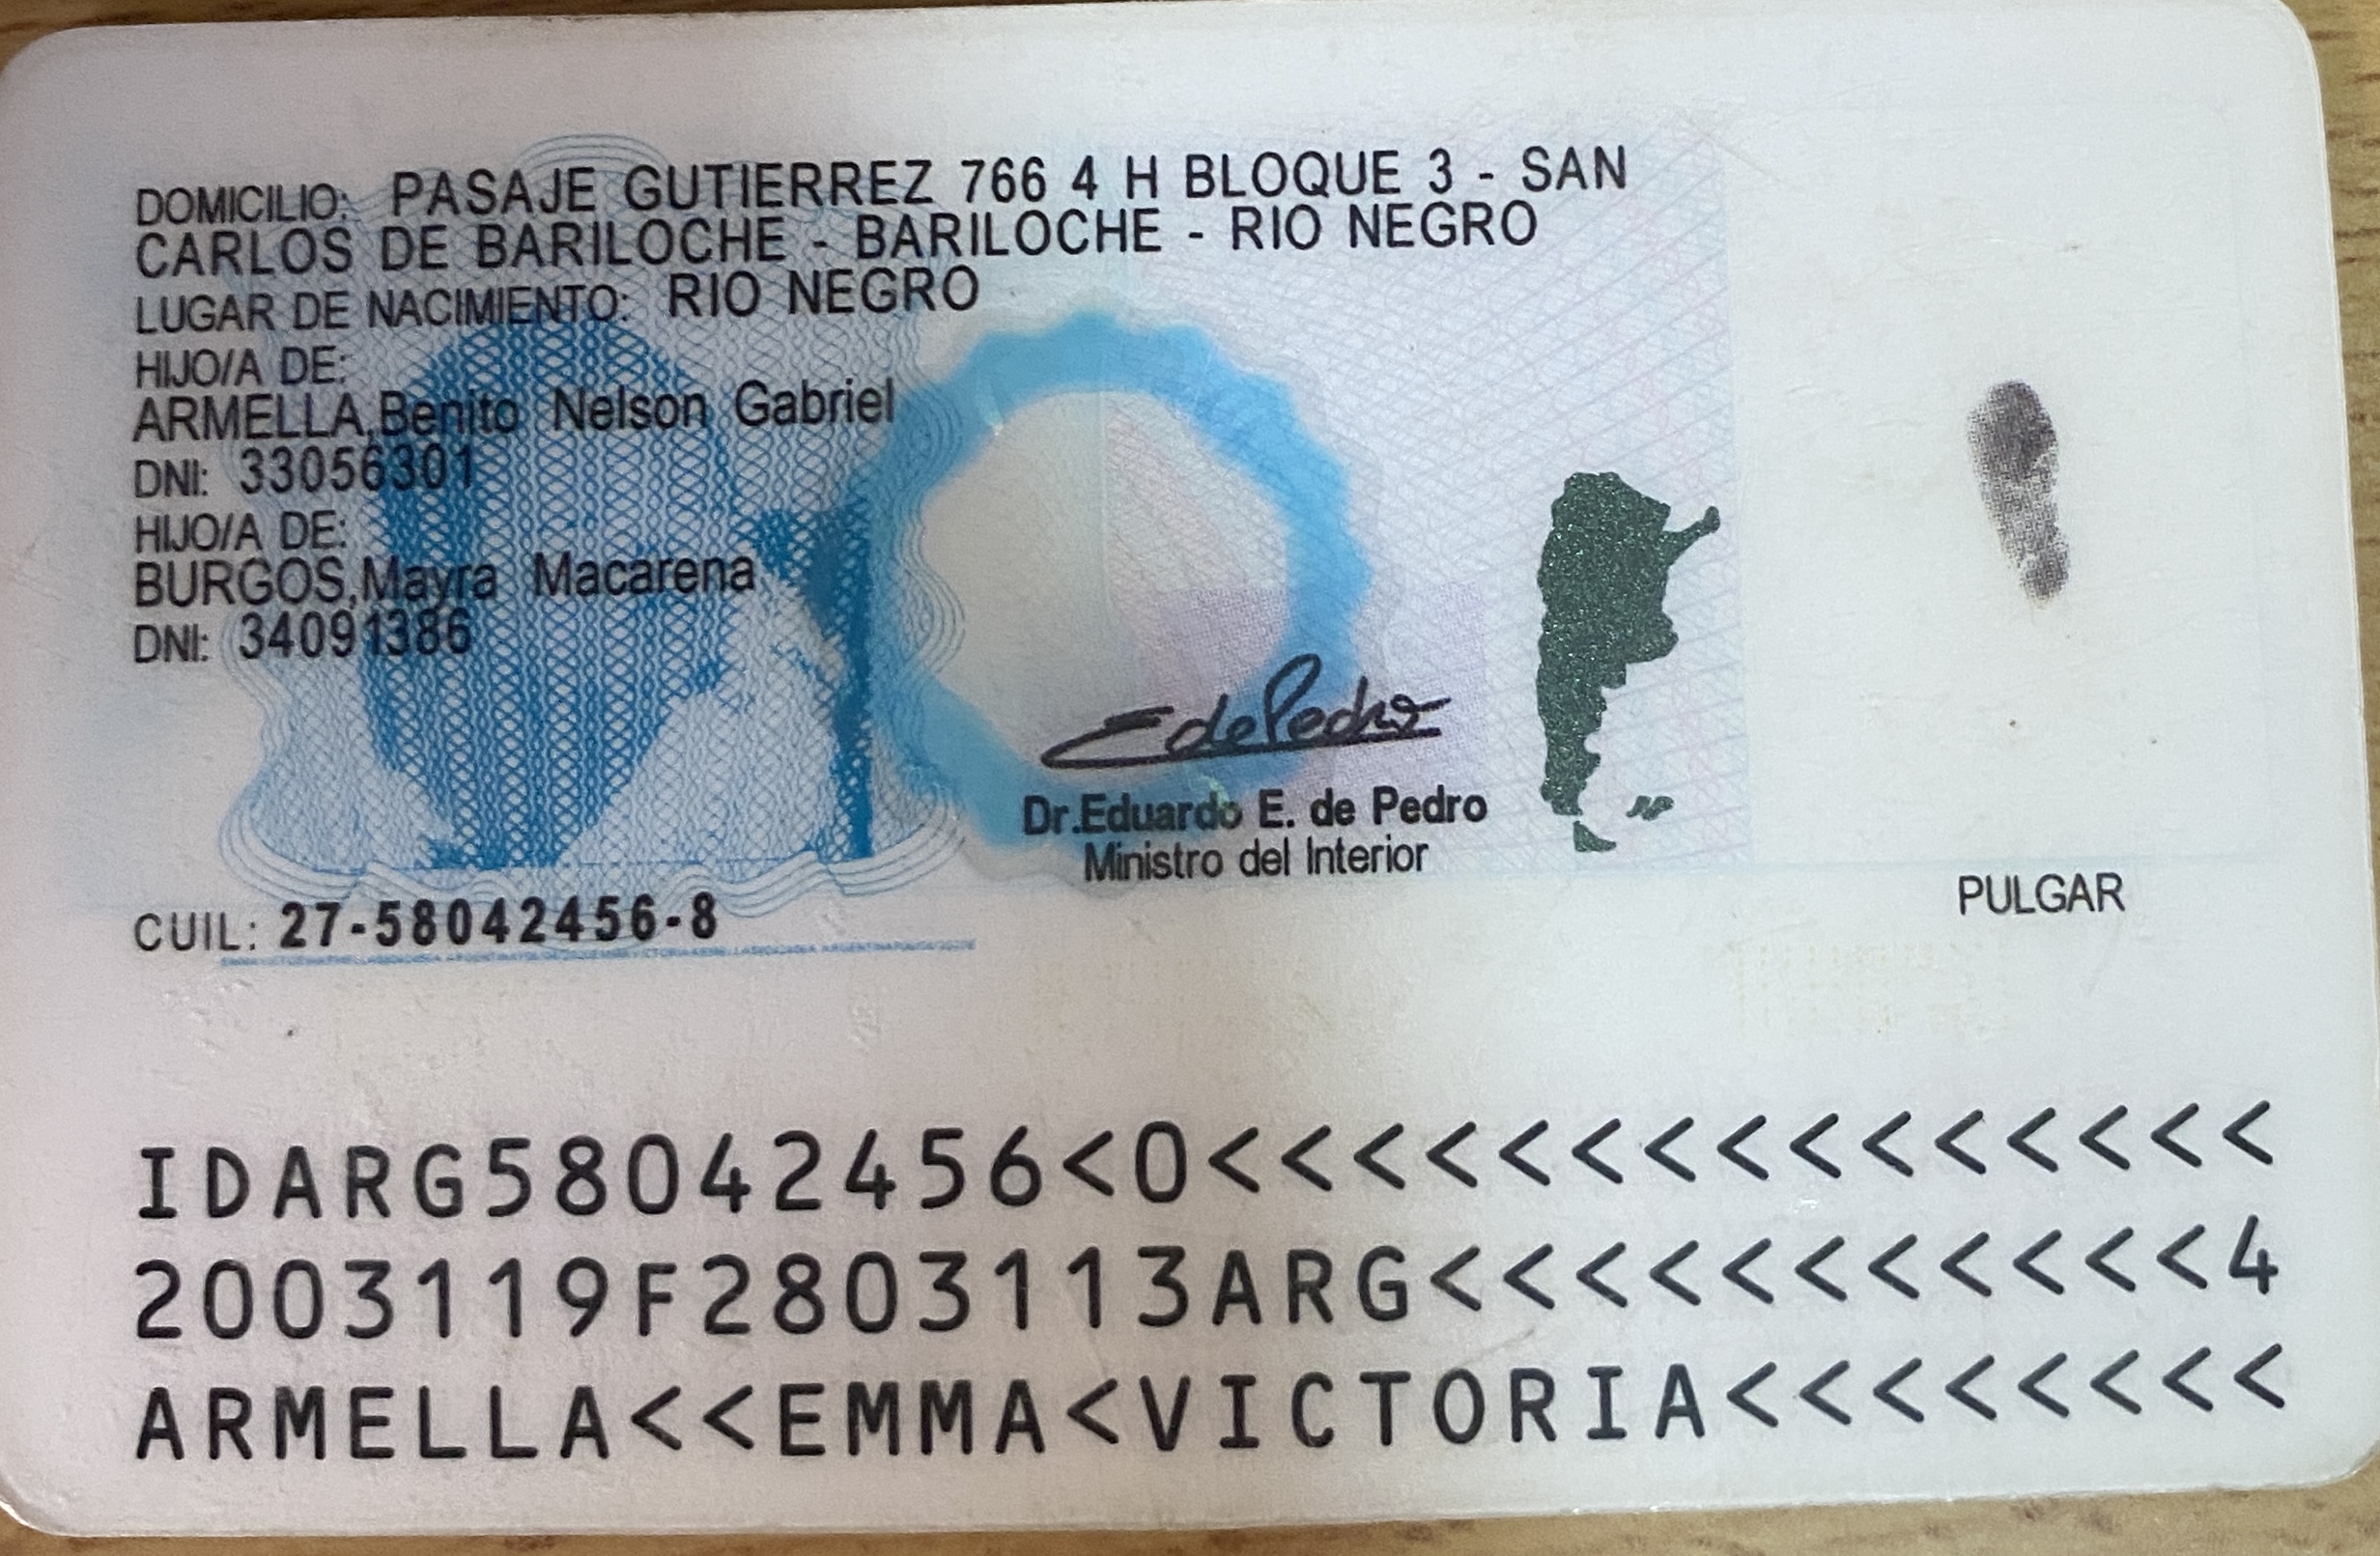 DOMICILIO: PASAJE GUTIERREZ 766 4 H BLOQUE 3 - SAN
CARLOS DE BARILOCHE - BARILOCHE - RIO NEGRO
LUGAR DE NACIMIENTO: RIO NEGRO
HIJO/A DE:
ARMELLA,Benito Nelson Gabriel
DNI: 33056301
HIJO/A DE:
BURGOS,Mayra Macarena
DNI: 34091386
E de Pedro
Dr.Eduardo E. de Pedro
Ministro del Interior
PULGAR
CUIL: 27-58042456-8
IDARG58042456<0<<<<<<<<<<<<<<<
2003119F2803113ARG<<<<<<<<<<<4
ARMELLA<<EMMA<VICTORIA<<<<<<<<